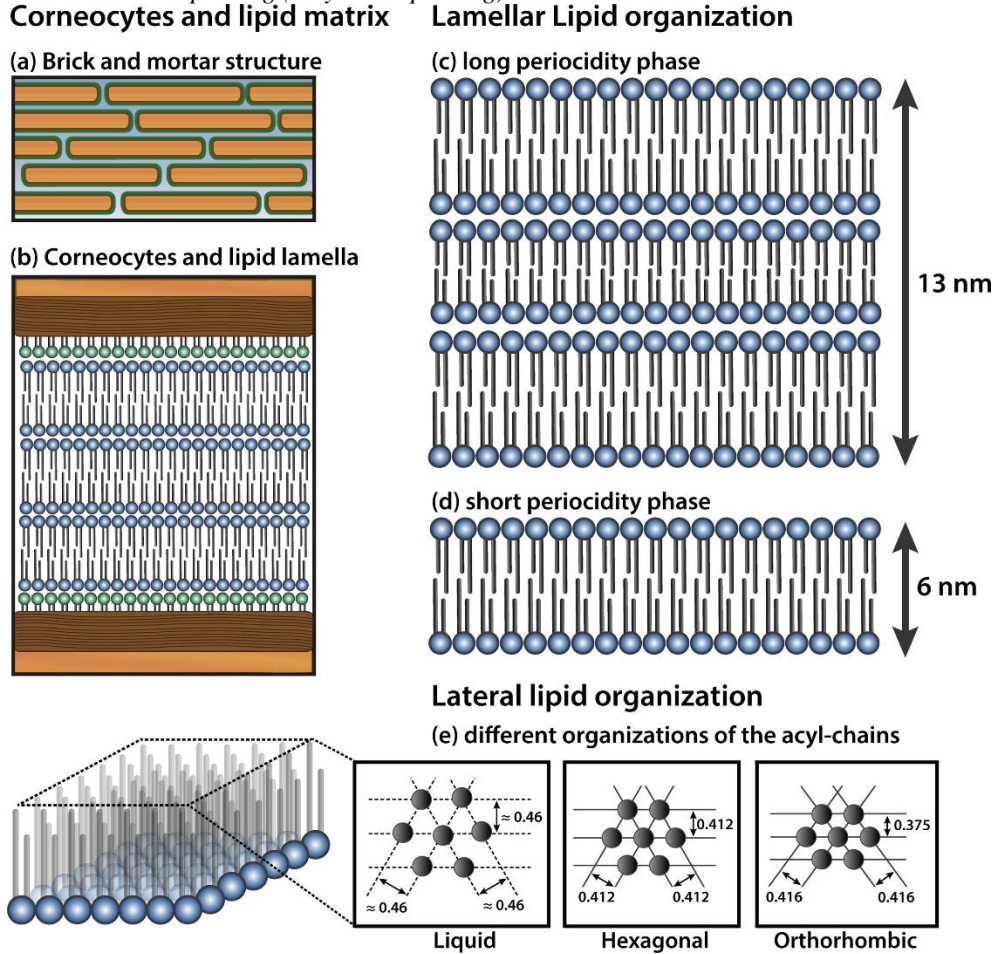 Corneocytes and lipid matrix
(a) Brick and mortar structure
(b) Corneocytes and lipid lamella
Lamellar Lipid organization
(c) long periocidity phase
13 nm
(d) short periocidity phase
6 nm
Lateral lipid organization
(e) different organizations of the acyl-chains
≈ 0.46
≈ 0.46
≈ 0.46
Liquid
0.412
0.412
0.412
Hexagonal
0.375
0.416
0.416
Orthorhombic